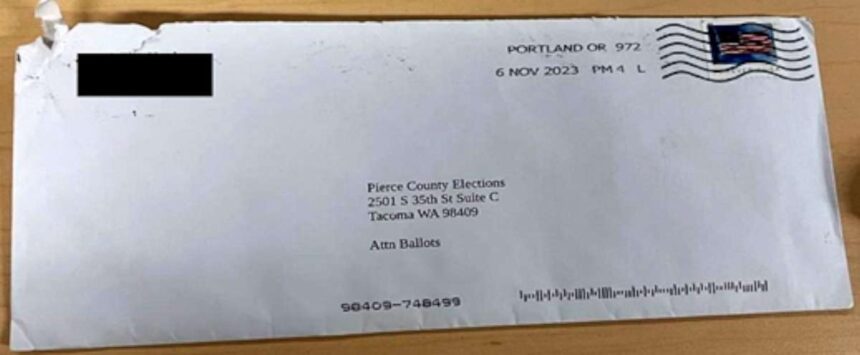 PORTLAND OR 972
6 NOV 2023 PM 4 L
Pierce County Elections
2501 S 35th St Suite C
Tacoma WA 98409
Attn Ballots
98409-748499